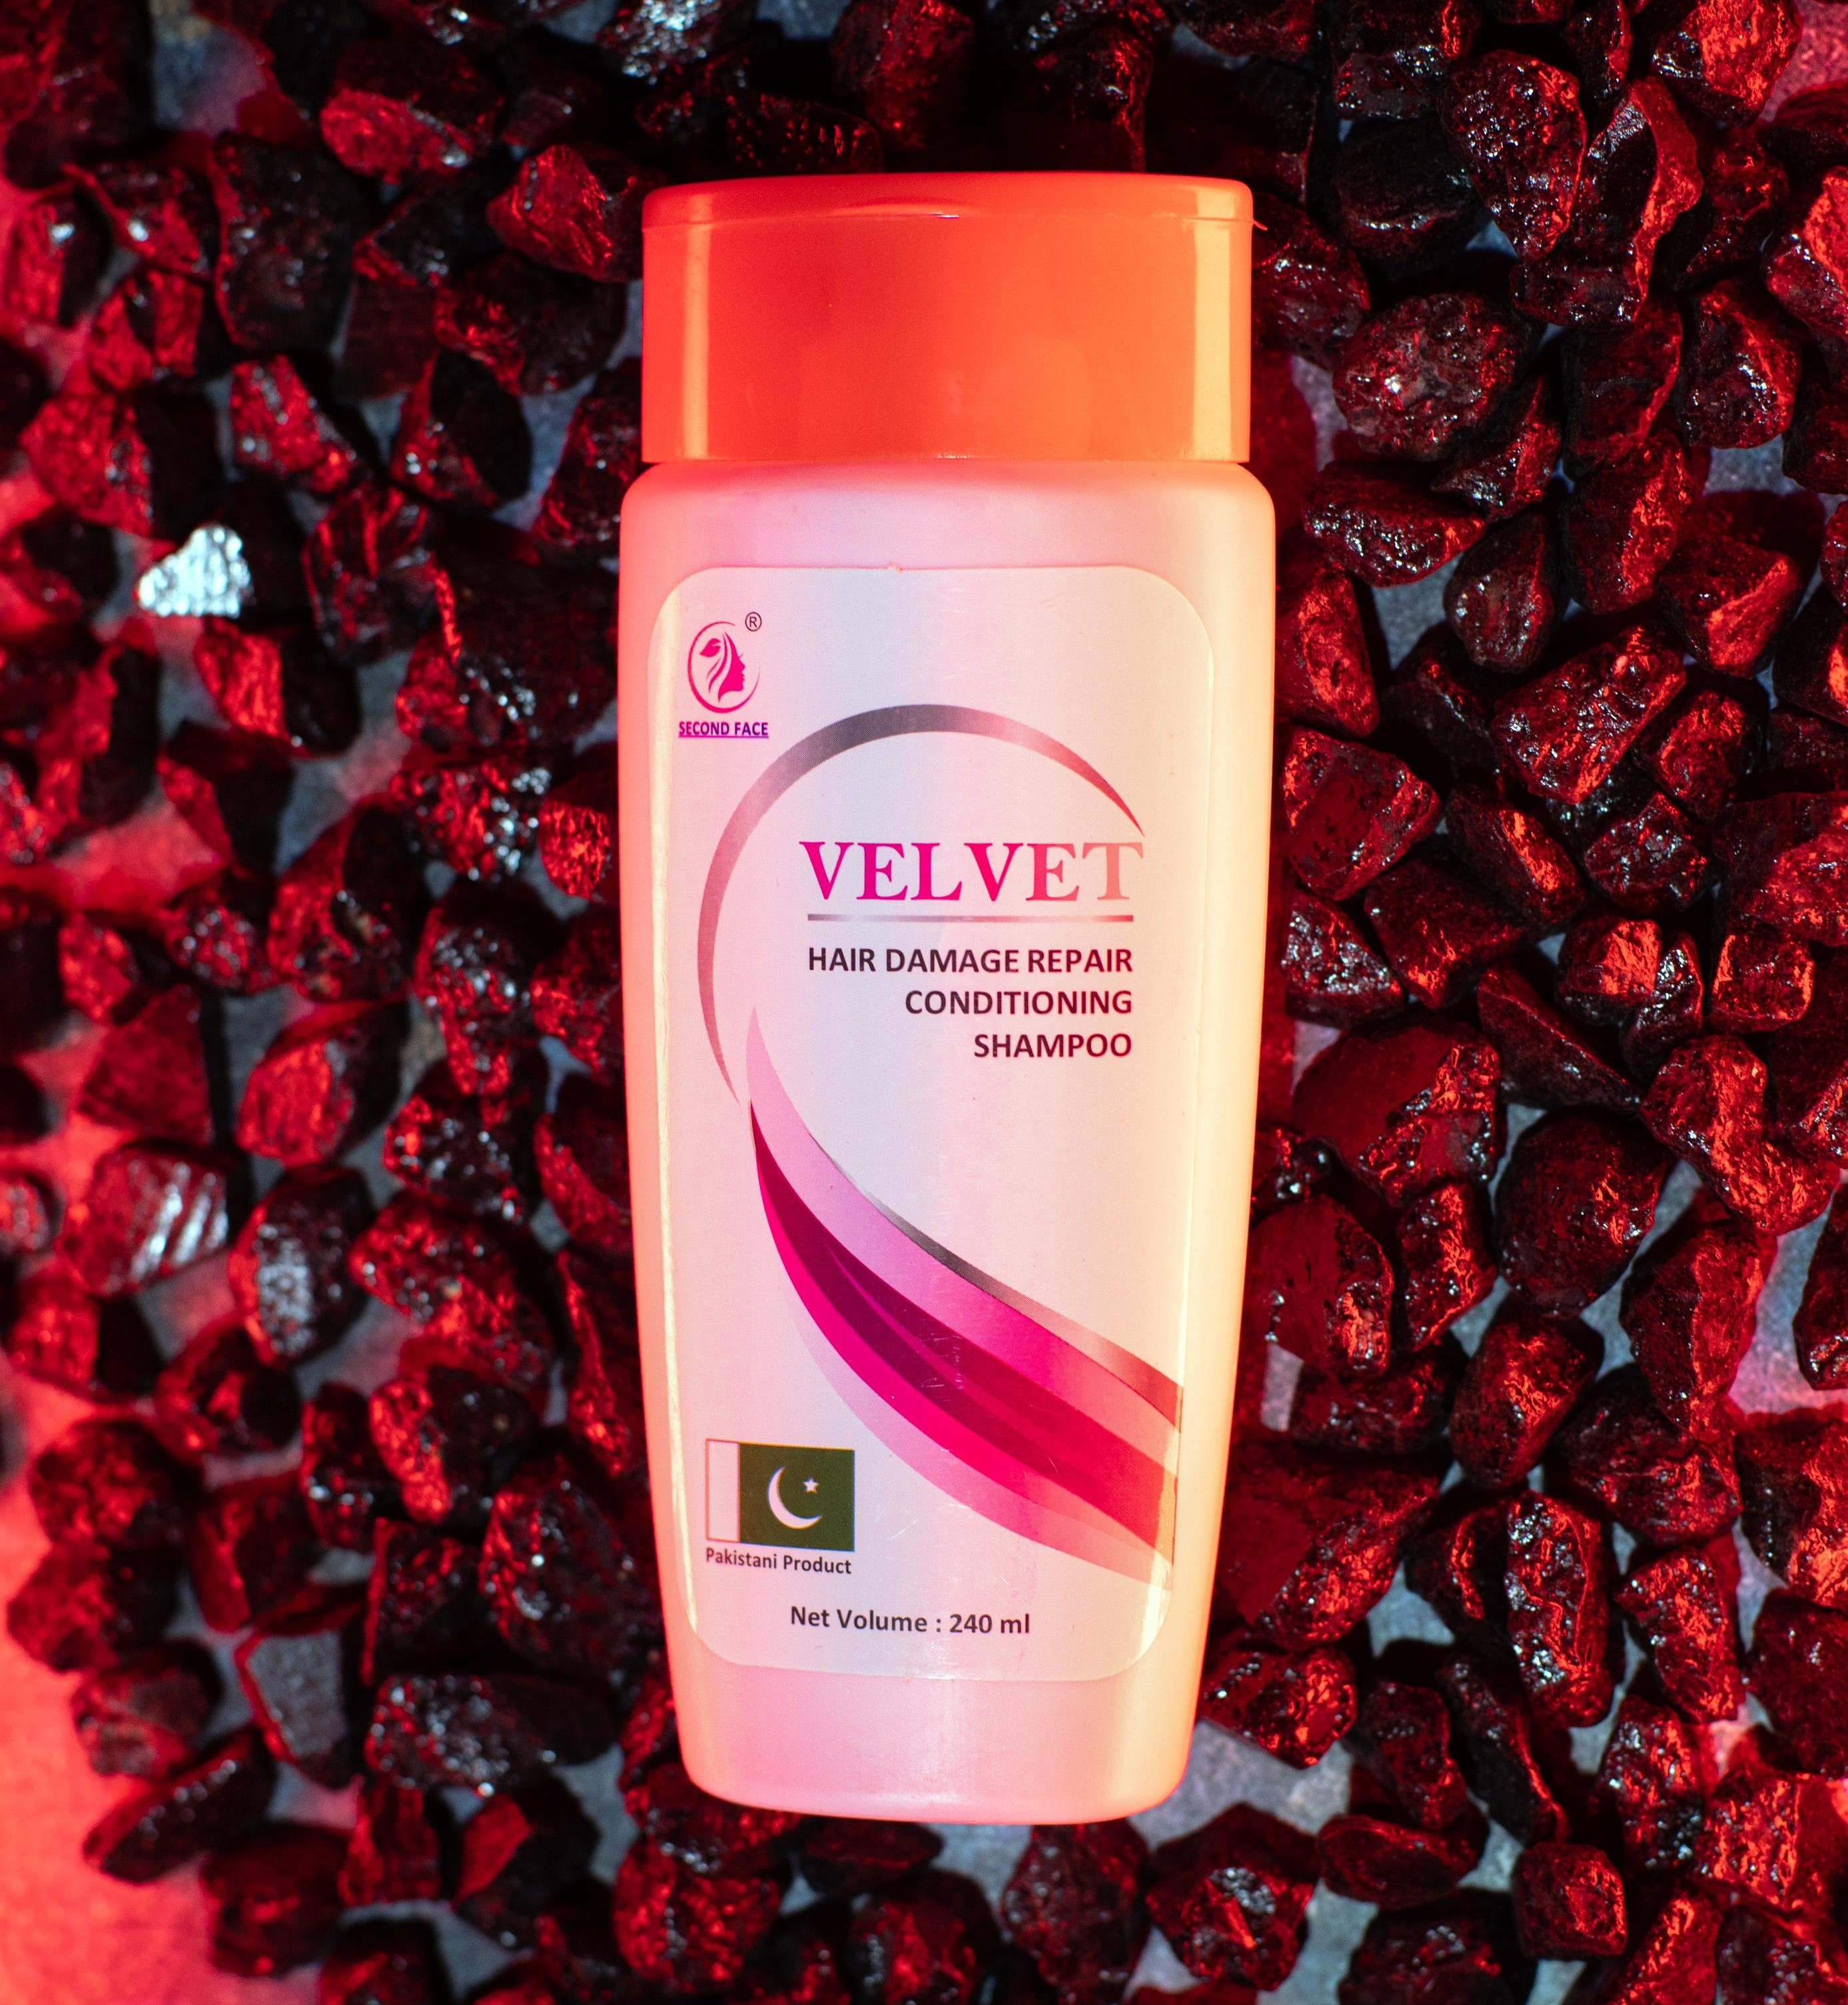 ®
SECOND FACE
VELVET
HAIR DAMAGE REPAIR
CONDITIONING
SHAMPOO
Pakistani Product
Net Volume : 240 ml